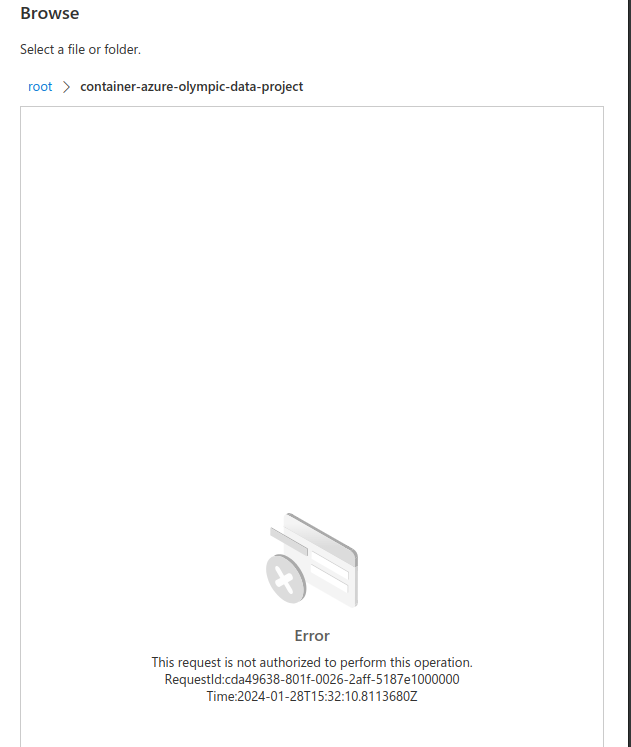 Browse
Select a file or folder.
root > container-azure-olympic-data-project
Error
This request is not authorized to perform this operation.
RequestId:cda49638-801f-0026-2aff-5187e1000000
Time:2024-01-28T15:32:10.8113680Z